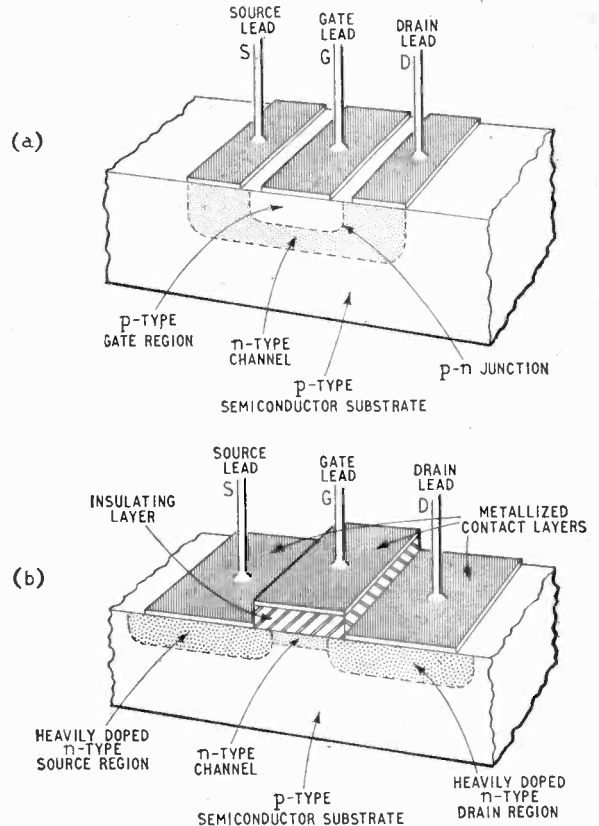 SOURCE
LEAD
S
GATE
LEAD
G
DRAIN
LEAD
D
(a)
p-TYPE
GATE REGION
n-TYPE
CHANNEL
p-TYPE
SEMICONDUCTOR SUBSTRATE
p-n JUNCTION
SOURCE
LEAD
S
GATE
LEAD
G
DRAIN
LEAD
D
INSULATING
LAYER
METALLIZED
CONTACT LAYERS
(b)
HEAVILY DOPED
n-TYPE
SOURCE REGION
n-TYPE
CHANNEL
p-TYPE
SEMICONDUCTOR SUBSTRATE
HEAVILY DOPED
n-TYPE
DRAIN REGION